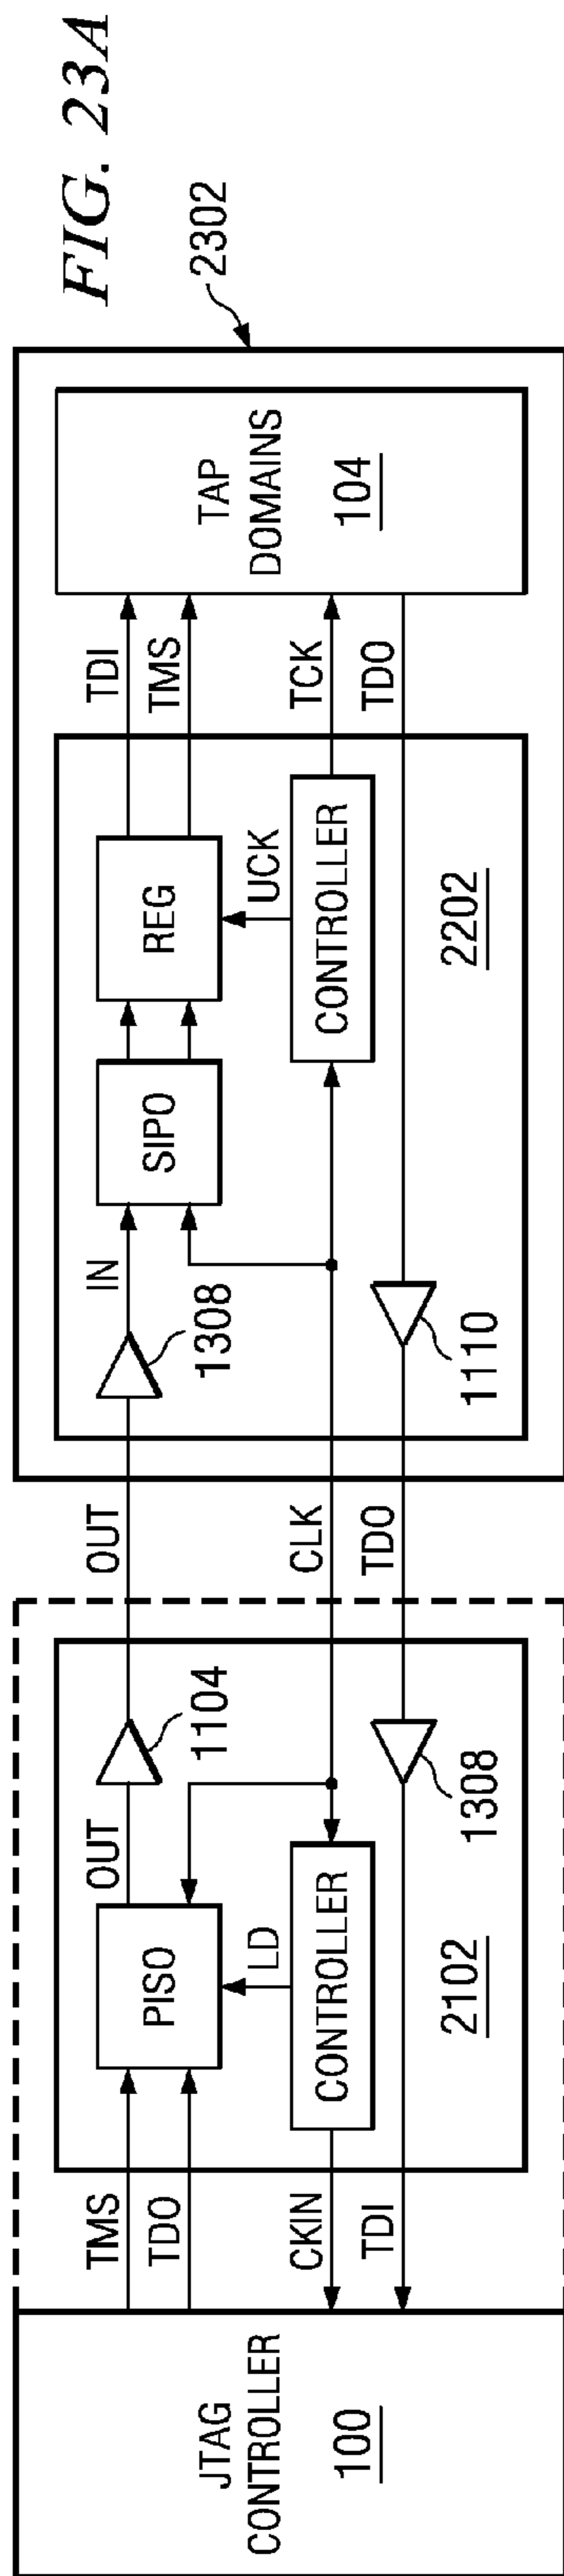 FIG. 23A
2302
JTAG
CONTROLLER
100
TMS
TDO
CKIN
TDI
PISO
LD
CONTROLLER
2102
OUT
1104
1308
OUT
CLK
TDO
IN
1308
SIPO
REG
UCK
CONTROLLER
2202
1110
TDI
TMS
TCK
TDO
TAP
DOMAINS
104